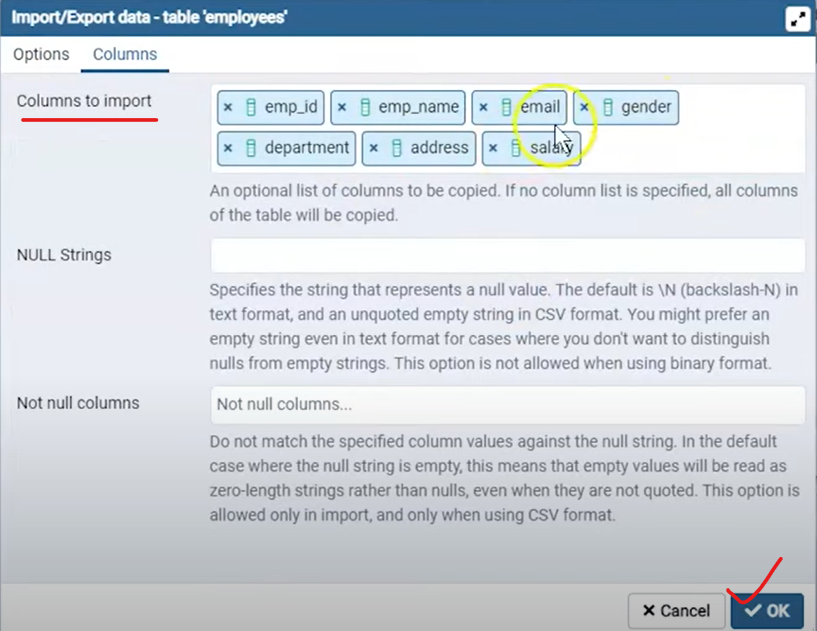 Import/Export data - table 'employees'
Options Columns
Columns to import
× emp_id × emp_name × email × gender
× department × address × salary
An optional list of columns to be copied. If no column list is specified, all columns
of the table will be copied.
NULL Strings
Specifies the string that represents a null value. The default is \N (backslash-N) in
text format, and an unquoted empty string in CSV format. You might prefer an
empty string even in text format for cases where you don't want to distinguish
nulls from empty strings. This option is not allowed when using binary format.
Not null columns
Not null columns...
Do not match the specified column values against the null string. In the default
case where the null string is empty, this means that empty values will be read as
zero-length strings rather than nulls, even when they are not quoted. This option is
allowed only in import, and only when using CSV format.
× Cancel ✓ OK